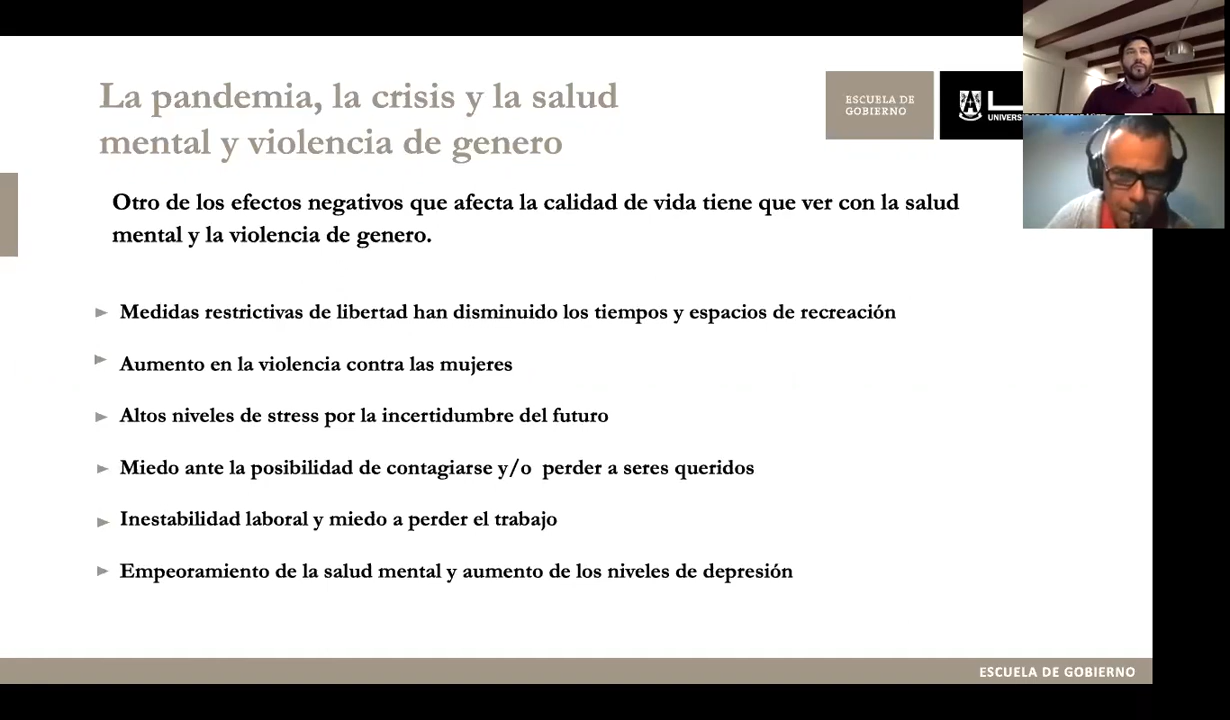 La pandemia, la crisis y la salud
mental y violencia de genero
ESCUELA DE
GOBIERNO
Otro de los efectos negativos que afecta la calidad de vida tiene que ver con la salud
mental y la violencia de genero.
Medidas restrictivas de libertad han disminuido los tiempos y espacios de recreación
Aumento en la violencia contra las mujeres
Altos niveles de stress por la incertidumbre del futuro
Miedo ante la posibilidad de contagiarse y/o perder a seres queridos
Inestabilidad laboral y miedo a perder el trabajo
Empeoramiento de la salud mental y aumento de los niveles de depresión
ESCUELA DE GOBIERNO